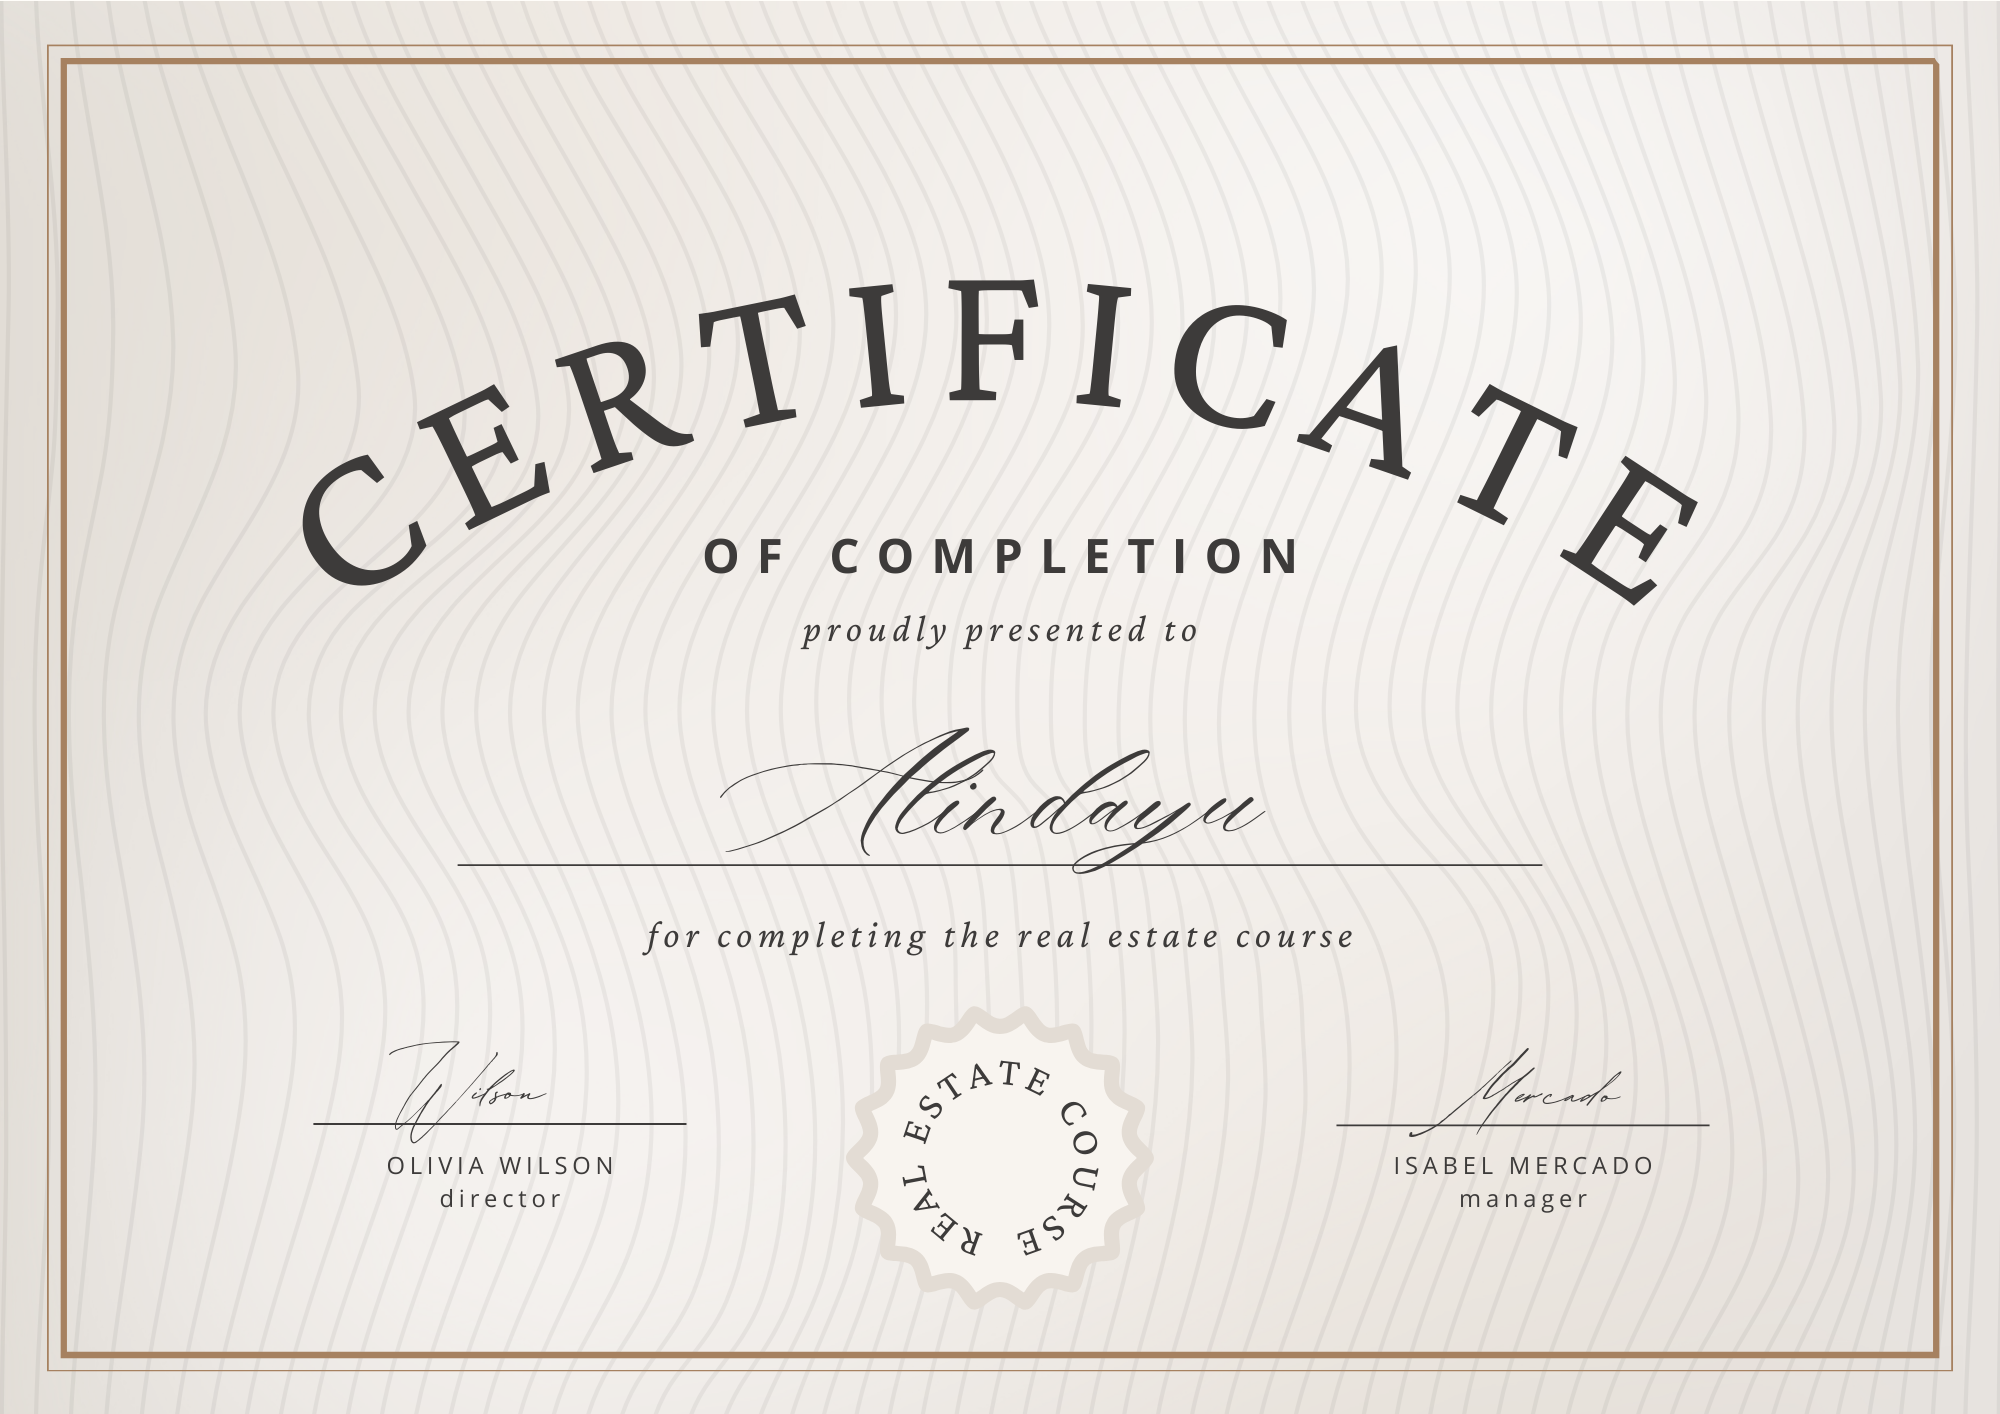 CERTIFICATE
OF COMPLETION
proudly presented to
Alindayu
for completing the real estate course
Wilson
OLIVIA WILSON
director
REAL ESTATE COURSE
Mercado
ISABEL MERCADO
manager